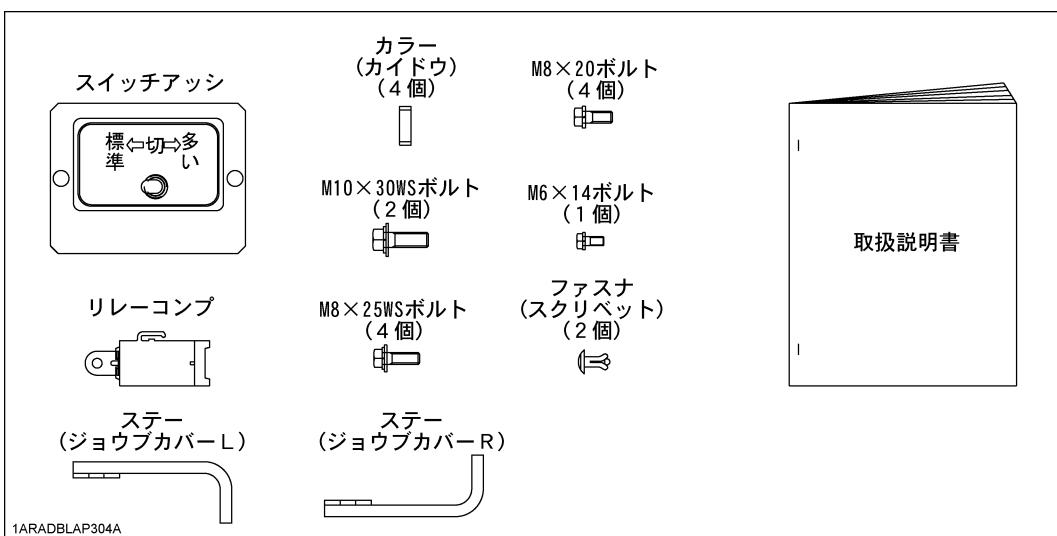 スイッチアッシ
標準⇦切⇨多い
カラー
(カイドウ)
(4個)
M8×20ボルト
(4個)
M10×30WSボルト
(2個)
M6×14ボルト
(1個)
取扱説明書
リレーコンプ
M8×25WSボルト
(4個)
ファスナ
(スクリベット)
(2個)
ステー
(ジョウブカバーL)
ステー
(ジョウブカバーR)
1ARADBLAP304A